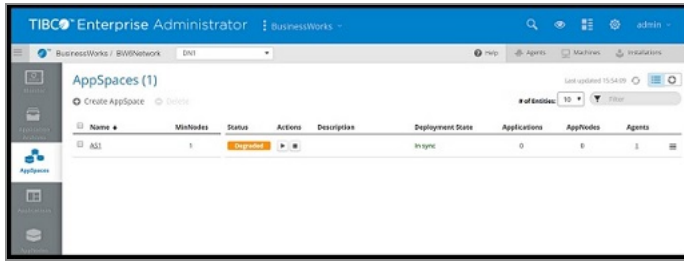 TIBCO Enterprise Administrator BusinessWorks admin
BusinessWorks / BW6Network DN1 Help Agents Machines Installations
AppSpaces (1) Last updated 15:54:09
Create AppSpace Delete # of Entities: 10 Filter
Name MinNodes Status Actions Description Deployment State Applications AppNodes Agents
AS1 1 Degraded In sync 0 0 1
AppSpaces
Applications
AppNodes